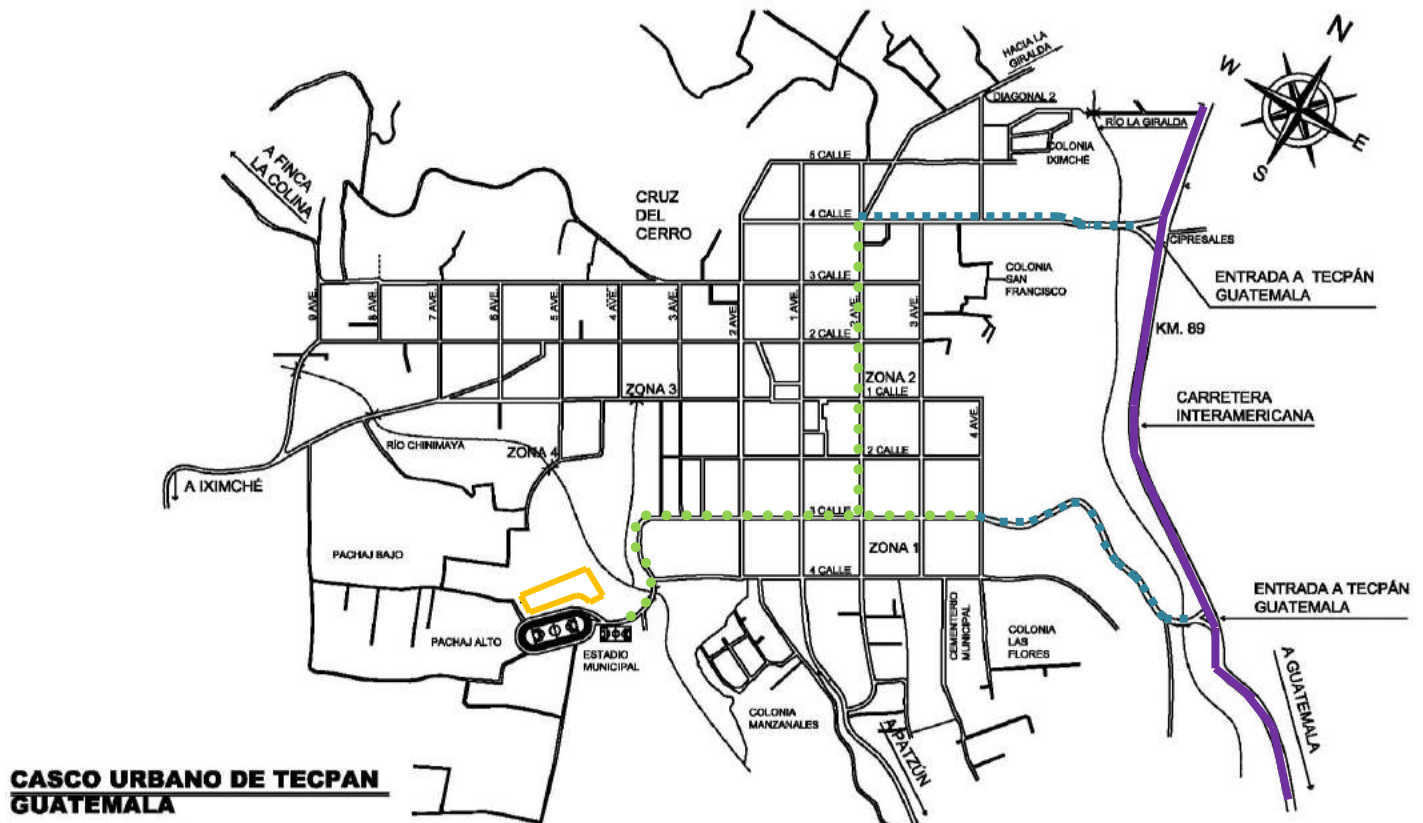 HACIA LA
GIRALDA
N
W
E
S
DIAGONAL 2
RÍO LA GIRALDA
COLONIA
IXIMCHÉ
5 CALLE
A FINCA
LA COLINA
CRUZ
DEL
CERRO
4 CALLE
CIPRESALES
ENTRADA A TECPÁN
GUATEMALA
3 CALLE
COLONIA
SAN
FRANCISCO
9 AVE.
8 AVE.
7 AVE.
6 AVE.
5 AVE.
4 AVE.
3 AVE.
2 AVE.
1 AVE.
2 AVE.
3 AVE.
KM. 89
2 CALLE
ZONA 3
ZONA 2
1 CALLE
CARRETERA
INTERAMERICANA
4 AVE.
RÍO CHINIMAYA
ZONA 4
2 CALLE
A IXIMCHÉ
3 CALLE
PACHAJ BAJO
ZONA 1
4 CALLE
ENTRADA A TECPÁN
GUATEMALA
PACHAJ ALTO
ESTADIO
MUNICIPAL
CEMENTERIO
MUNICIPAL
COLONIA
LAS
FLORES
A GUATEMALA
COLONIA
MANZANALES
A PATZÚN
CASCO URBANO DE TECPAN
GUATEMALA